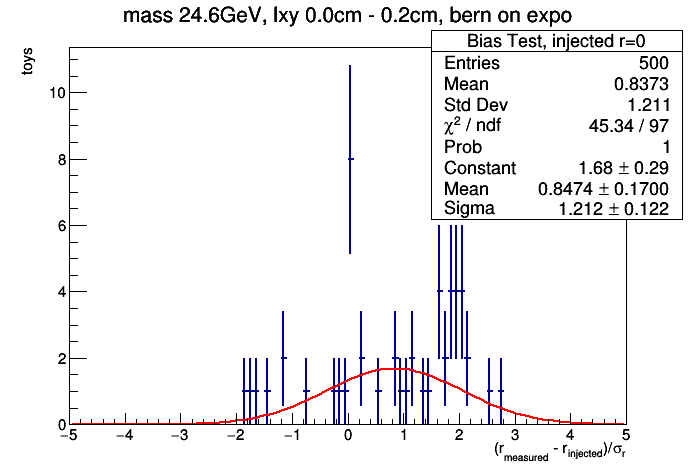 mass 24.6GeV, lxy 0.0cm - 0.2cm, bern on expo
toys
Bias Test, injected r=0
Entries 500
Mean 0.8373
Std Dev 1.211
χ² / ndf 45.34 / 97
Prob 1
Constant 1.68 ± 0.29
Mean 0.8474 ± 0.1700
Sigma 1.212 ± 0.122
10
8
6
4
2
0
−5 −4 −3 −2 −1 0 1 2 3 4 5
(r_measured - r_injected)/σ_r